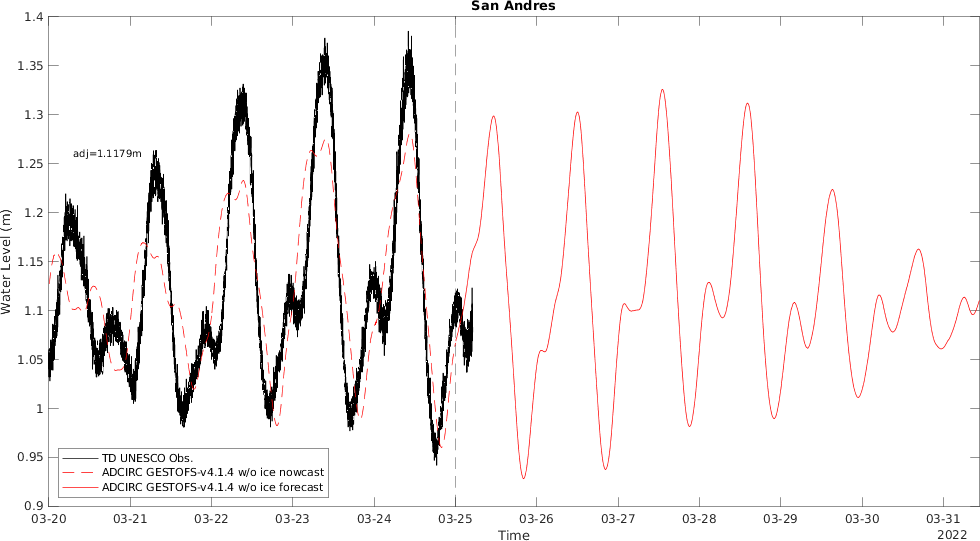 San Andres
1.4
1.35
1.3
1.25
1.2
1.15
1.1
1.05
1
0.95
0.9
Water Level (m)
adj=1.1179m
TD UNESCO Obs.
ADCIRC GESTOFS-v4.1.4 w/o ice nowcast
ADCIRC GESTOFS-v4.1.4 w/o ice forecast
03-20 03-21 03-22 03-23 03-24 03-25 03-26 03-27 03-28 03-29 03-30 03-31
Time
2022